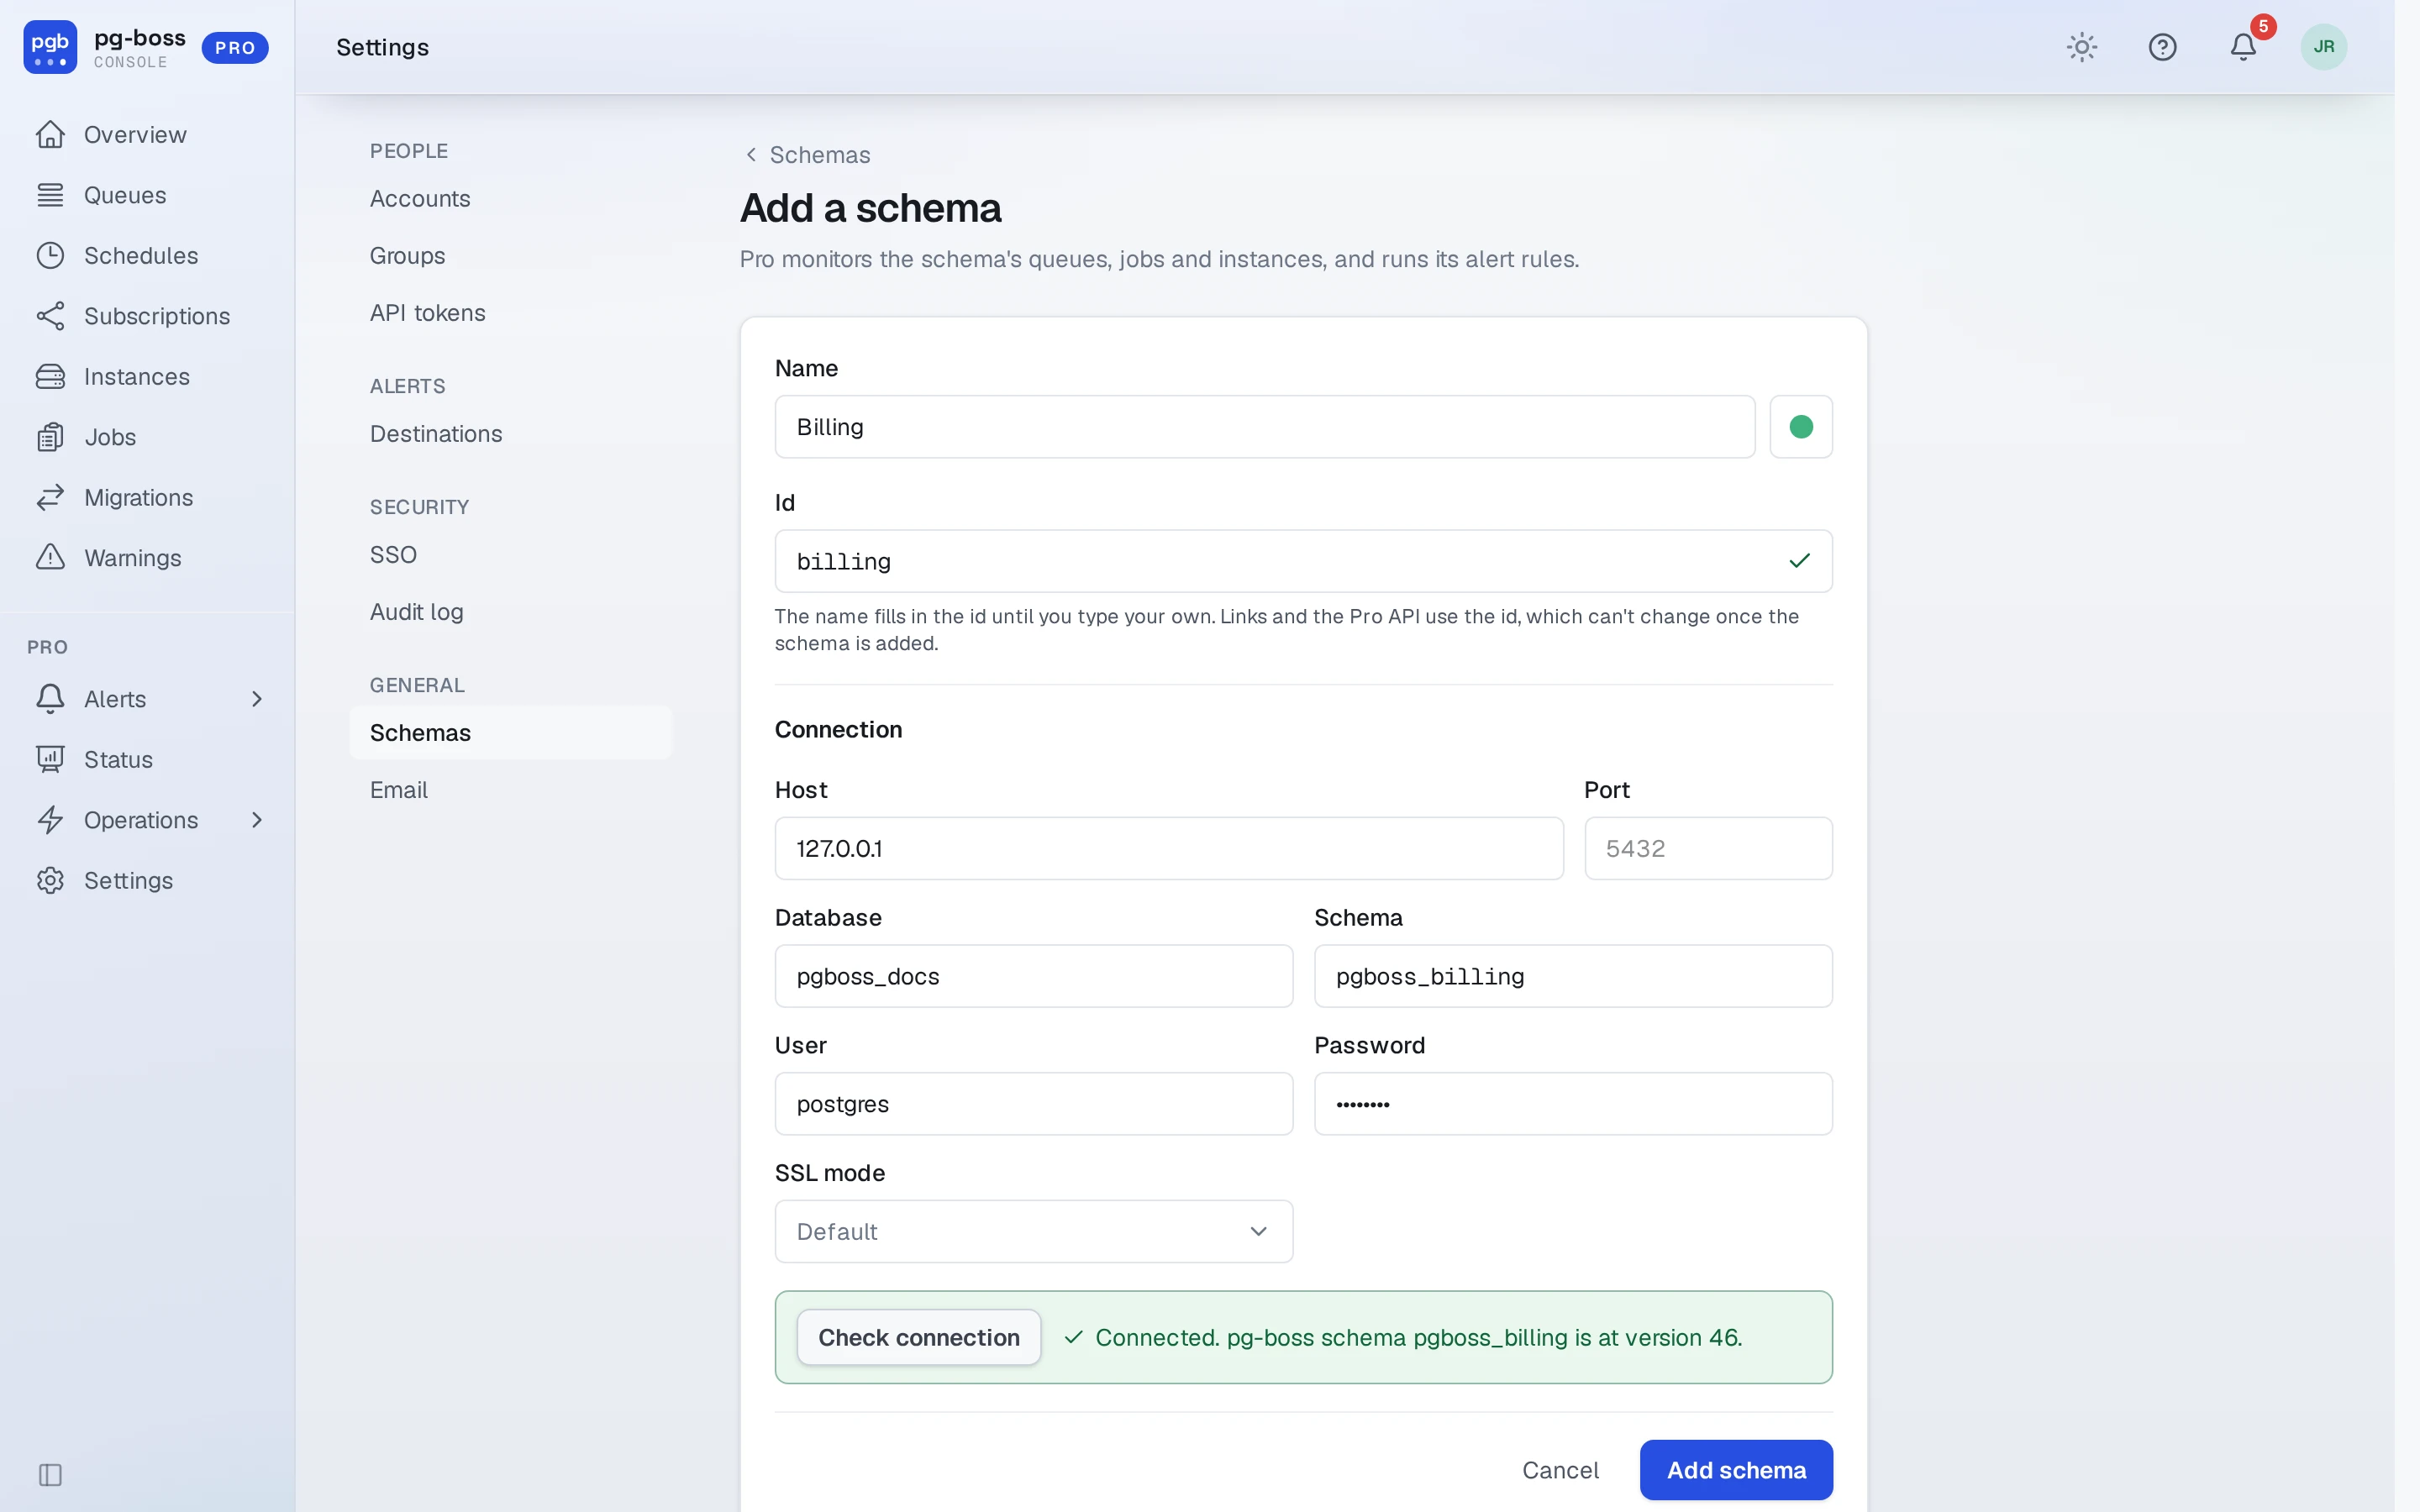 pgb
pg-boss
CONSOLE
PRO
Overview
Queues
Schedules
Subscriptions
Instances
Jobs
Migrations
Warnings
PRO
Alerts
Status
Operations
Settings
Settings
5
JR
PEOPLE
Accounts
Groups
API tokens
ALERTS
Destinations
SECURITY
SSO
Audit log
GENERAL
Schemas
Email
Schemas
Add a schema
Pro monitors the schema's queues, jobs and instances, and runs its alert rules.
Name
Billing
Id
billing
The name fills in the id until you type your own. Links and the Pro API use the id, which can't change once the
schema is added.
Connection
Host
Port
127.0.0.1
5432
Database
Schema
pgboss_docs
pgboss_billing
User
Password
postgres
••••••••
SSL mode
Default
Check connection
Connected. pg-boss schema pgboss_billing is at version 46.
Cancel
Add schema